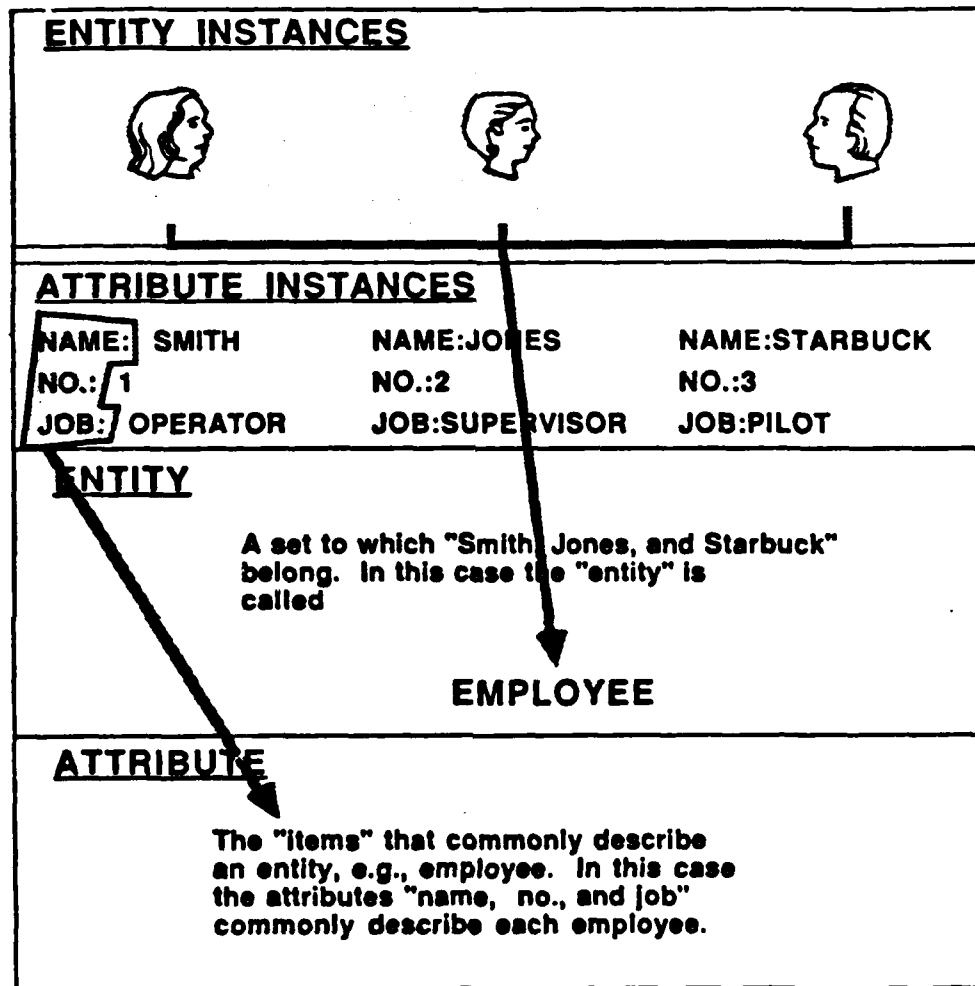 ENTITY INSTANCES
ATTRIBUTE INSTANCES
NAME: SMITH NAME:JONES NAME:STARBUCK
NO.: 1 NO.:2 NO.:3
JOB: OPERATOR JOB:SUPERVISOR JOB:PILOT
ENTITY
A set to which "Smith, Jones, and Starbuck"
belong. In this case the "entity" is
called
EMPLOYEE
ATTRIBUTE
The "items" that commonly describe
an entity, e.g., employee. In this case
the attributes "name, no., and job"
commonly describe each employee.